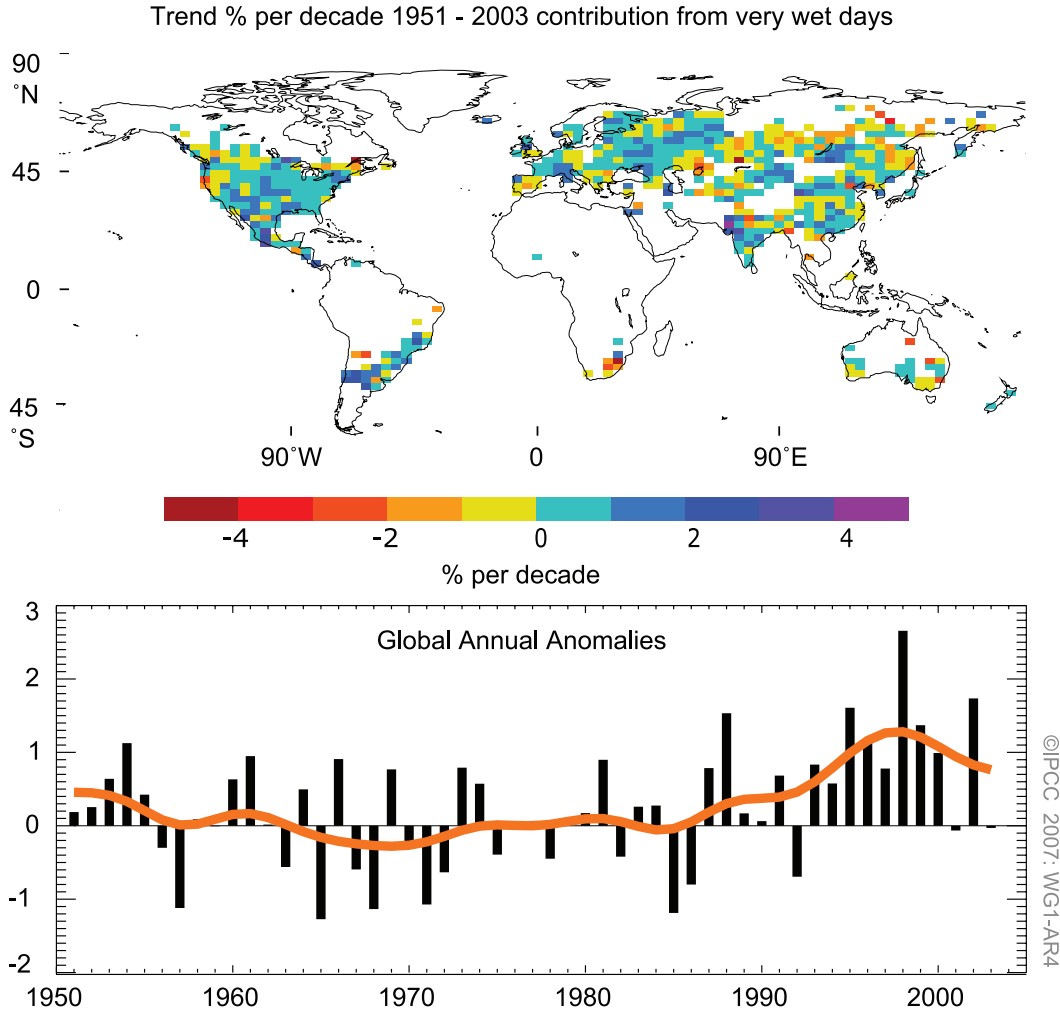 Trend % per decade 1951 - 2003 contribution from very wet days
90
˚N
45
0
45
˚S
90˚W
0
90˚E
-4
-2
0
2
4
% per decade
Global Annual Anomalies
3
2
1
0
-1
-2
1950
1960
1970
1980
1990
2000
©IPCC 2007: WG1-AR4